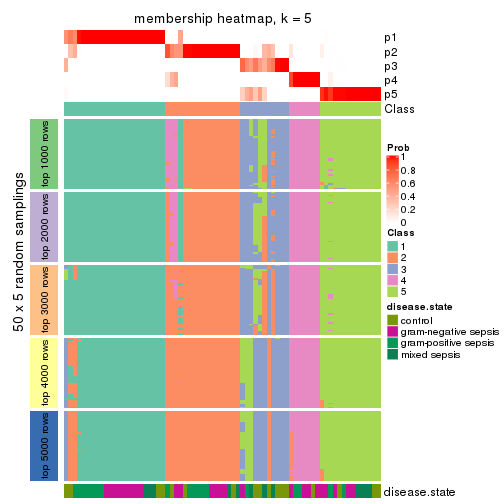 membership heatmap, k = 5
p1
p2
p3
p4
p5
Class
50 x 5 random samplings
top 1000 rows
top 2000 rows
top 3000 rows
top 4000 rows
top 5000 rows
disease.state
Prob
1
0.8
0.6
0.4
0.2
0
Class
1
2
3
4
5
disease.state
control
gram-negative sepsis
gram-positive sepsis
mixed sepsis